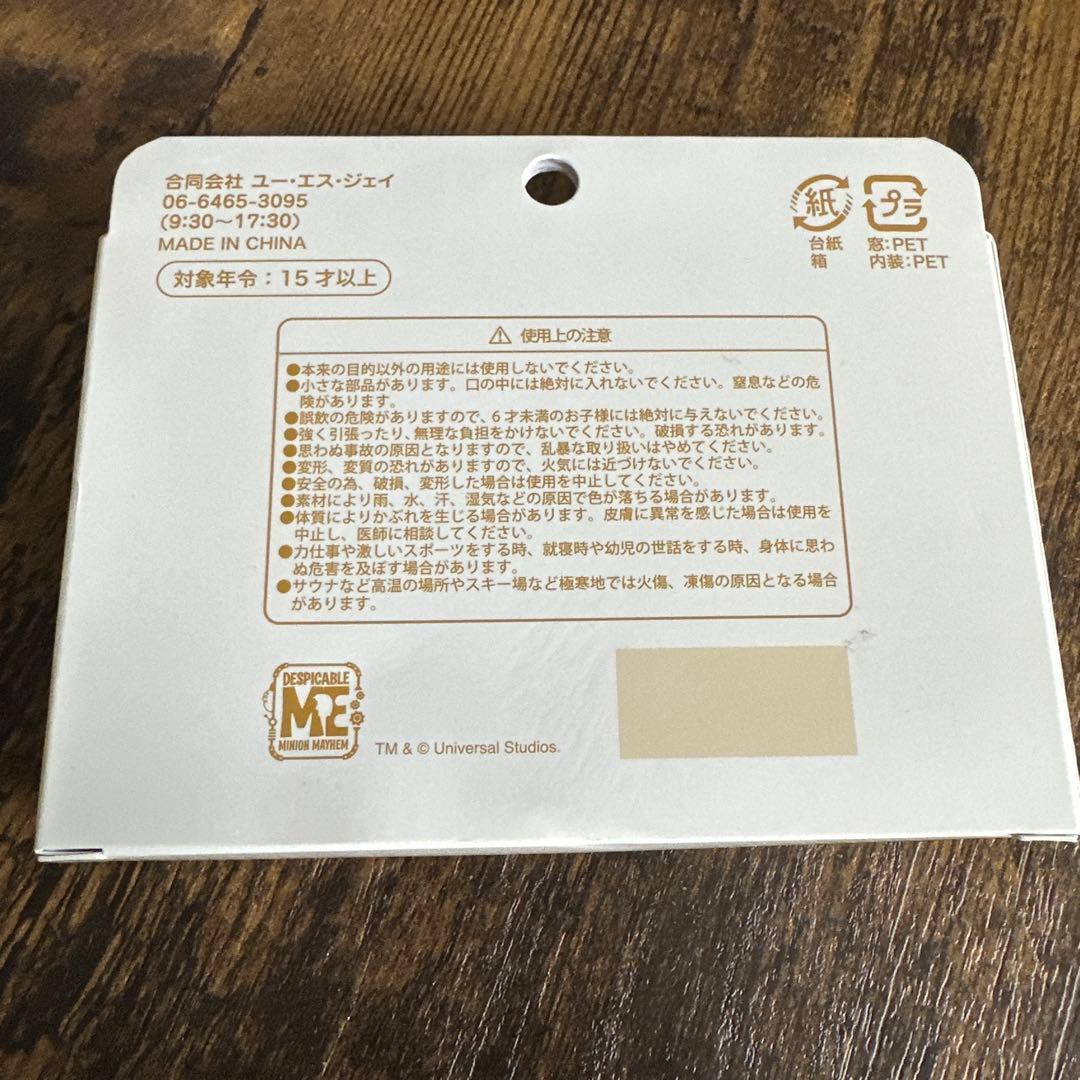 合同会社 ユー・エス・ジェイ
06-6465-3095
(9:30～17:30)
MADE IN CHINA
対象年令：15才以上
紙
プラ
台紙
箱
窓：PET
内装：PET
⚠ 使用上の注意
●本来の目的以外の用途には使用しないでください。
●小さな部品があります。口の中には絶対に入れないでください。窒息などの危
険があります。
●誤飲の危険がありますので、6才未満のお子様には絶対に与えないでください。
●強く引張ったり、無理な負担をかけないでください。破損する恐れがあります。
●思わぬ事故の原因となりますので、乱暴な取り扱いはやめてください。
●変形、変質の恐れがありますので、火気には近づけないでください。
●安全の為、破損、変形した場合は使用を中止してください。
●素材により雨、水、汗、湿気などの原因で色が落ちる場合があります。
●体質によりかぶれを生じる場合があります。皮膚に異常を感じた場合は使用を
中止し、医師に相談してください。
●力仕事や激しいスポーツをする時、就寝時や幼児の世話をする時、身体に思わ
ぬ危害を及ぼす場合があります。
●サウナなど高温の場所やスキー場など極寒地では火傷、凍傷の原因となる場合
があります。
DESPICABLE
ME
MINION MAYHEM
TM & © Universal Studios.